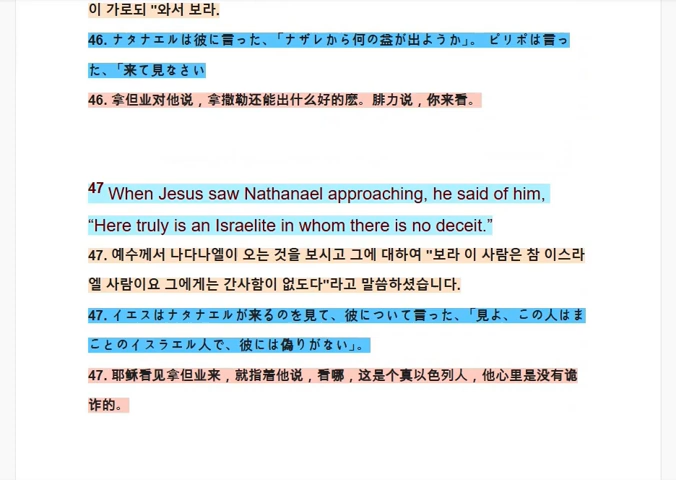 이 가로되 "와서 보라.
46. ナタナエルは彼に言った、「ナザレから何の益が出ようか」。 ピリポは言っ
た、「来て見なさい
46. 拿但业对他说，拿撒勒还能出什么好的麽。腓力说，你来看。
47 When Jesus saw Nathanael approaching, he said of him,
“Here truly is an Israelite in whom there is no deceit.”
47. 예수께서 나다나엘이 오는 것을 보시고 그에 대하여 "보라 이 사람은 참 이스라
엘 사람이요 그에게는 간사함이 없도다"라고 말씀하셨습니다.
47. イエスはナタナエルが来るのを見て、彼について言った、「見よ、この人はま
ことのイスラエル人で、彼には偽りがない」。
47. 耶稣看见拿但业来，就指着他说，看哪，这是个真以色列人，他心里是没有诡
诈的。